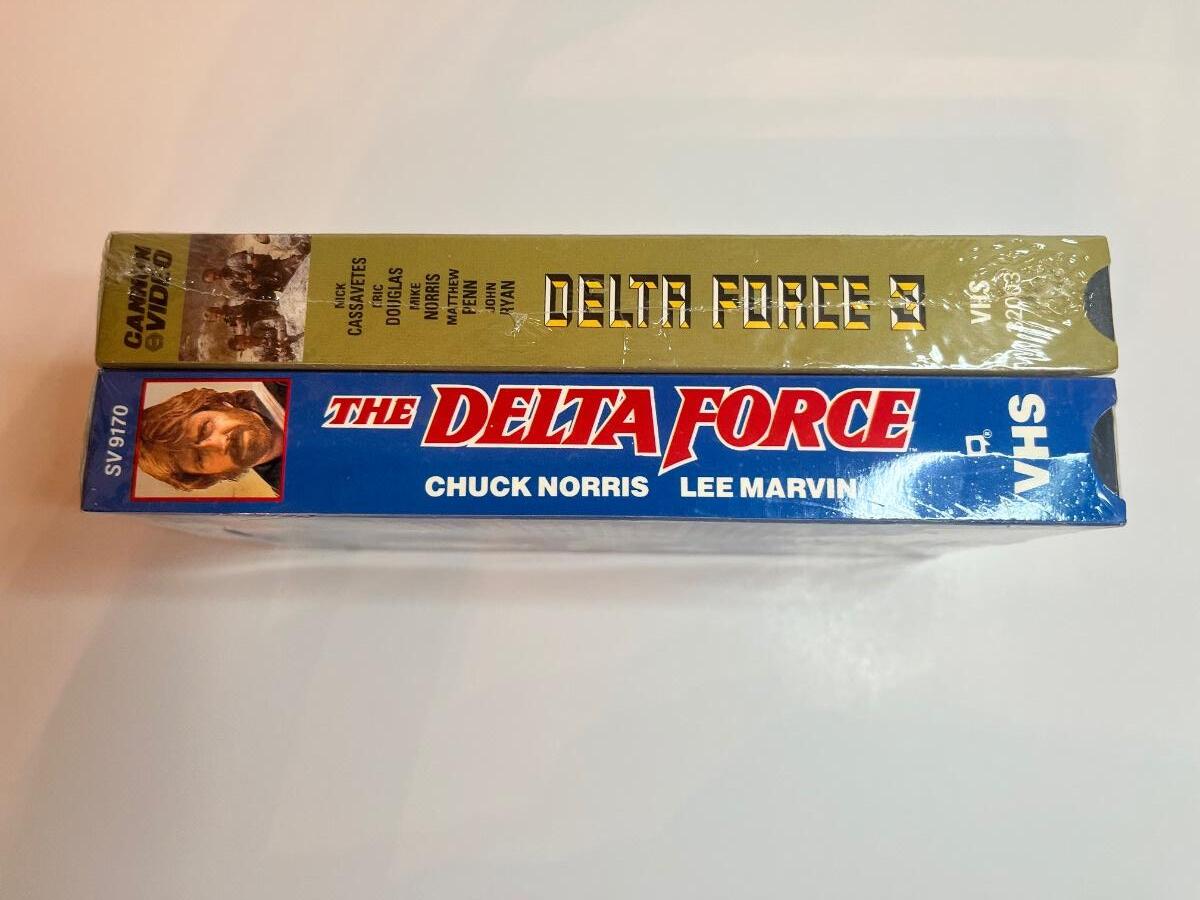 CANNON
VIDEO
NICK
CASSAVETES
ERIC
DOUGLAS
MIKE
NORRIS
MATTHEW
PENN
JOHN
RYAN
DELTA FORCE 3
VHS
SV 9170
THE DELTA FORCE
CHUCK NORRIS LEE MARVIN
VHS